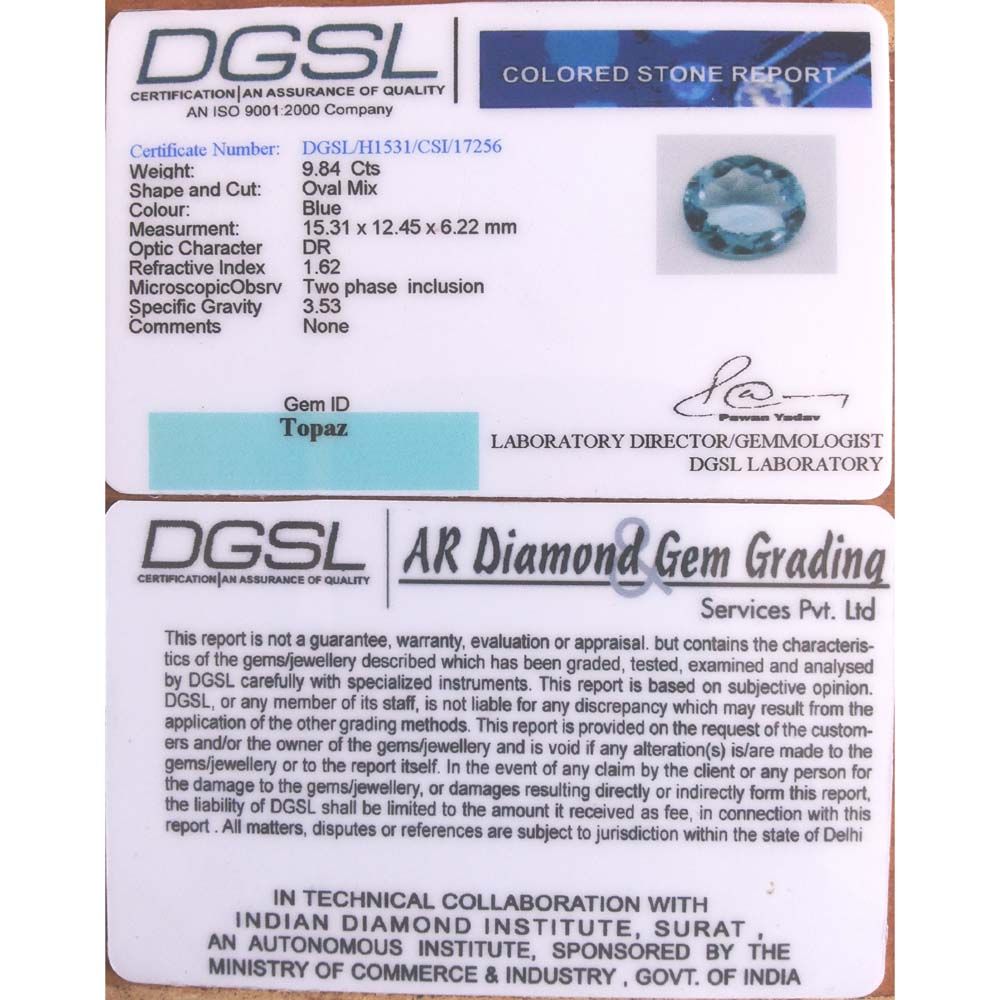 DGSL
CERTIFICATION|AN ASSURANCE OF QUALITY
AN ISO 9001:2000 Company
COLORED STONE REPORT
Certificate Number: DGSL/H1531/CSI/17256
Weight: 9.84 Cts
Shape and Cut: Oval Mix
Colour: Blue
Measurment: 15.31 x 12.45 x 6.22 mm
Optic Character DR
Refractive Index 1.62
MicroscopicObsrv Two phase inclusion
Specific Gravity 3.53
Comments None
Gem ID
Topaz
Pawan Yadav
LABORATORY DIRECTOR/GEMMOLOGIST
DGSL LABORATORY
DGSL
CERTIFICATION|AN ASSURANCE OF QUALITY
AR Diamond & Gem Grading
Services Pvt. Ltd
This report is not a guarantee, warranty, evaluation or appraisal. but contains the characteris-
tics of the gems/jewellery described which has been graded, tested, examined and analysed
by DGSL carefully with specialized instruments. This report is based on subjective opinion.
DGSL, or any member of its staff, is not liable for any discrepancy which may result from the
application of the other grading methods. This report is provided on the request of the custom-
ers and/or the owner of the gems/jewellery and is void if any alteration(s) is/are made to the
gems/jewellery or to the report itself. In the event of any claim by the client or any person for
the damage to the gems/jewellery, or damages resulting directly or indirectly form this report,
the liability of DGSL shall be limited to the amount it received as fee, in connection with this
report . All matters, disputes or references are subject to jurisdiction within the state of Delhi
IN TECHNICAL COLLABORATION WITH
INDIAN DIAMOND INSTITUTE, SURAT ,
AN AUTONOMOUS INSTITUTE, SPONSORED BY THE
MINISTRY OF COMMERCE & INDUSTRY , GOVT. OF INDIA